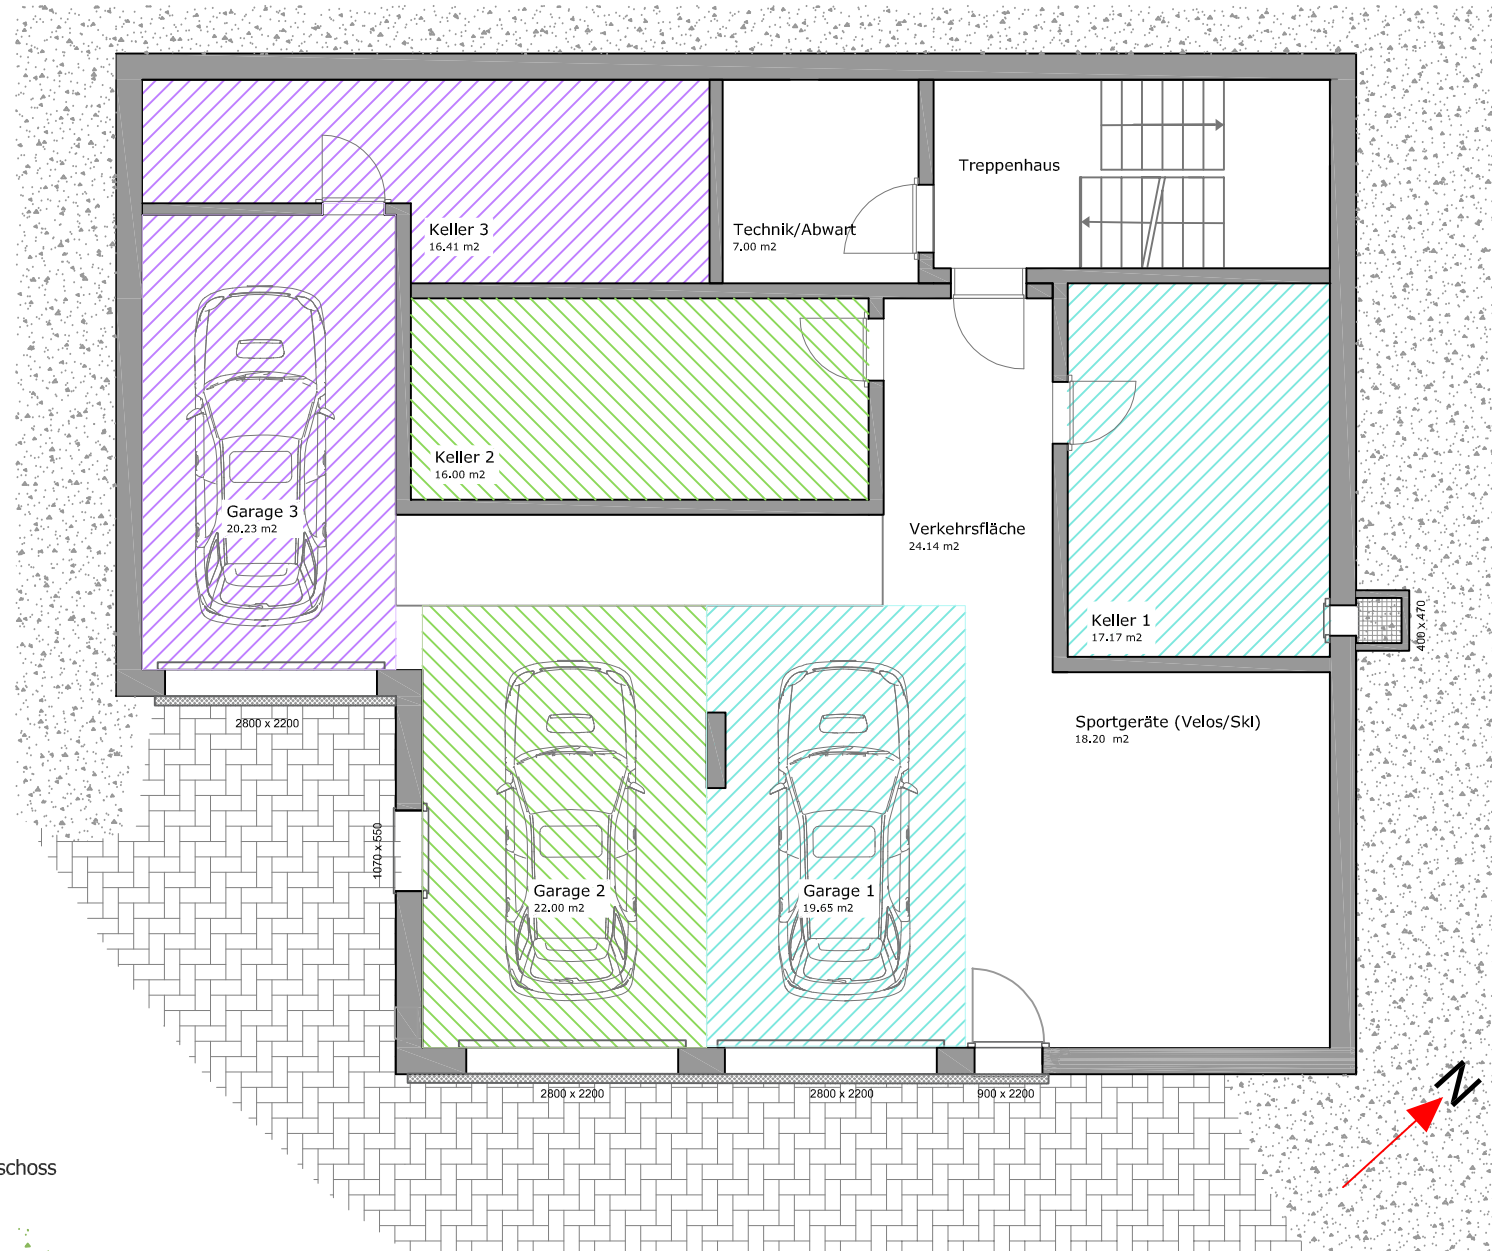 Treppenhaus
Keller 3
16.41 m2
Technik/Abwart
7.00 m2
Keller 2
16.00 m2
Garage 3
20.23 m2
Verkehrsfläche
24.14 m2
Keller 1
17.17 m2
400 x 470
2800 x 2200
Sportgeräte (Velos/Ski)
18.20 m2
1070 x 550
Garage 2
22.00 m2
Garage 1
19.65 m2
2800 x 2200
2800 x 2200
900 x 2200
N
schoss